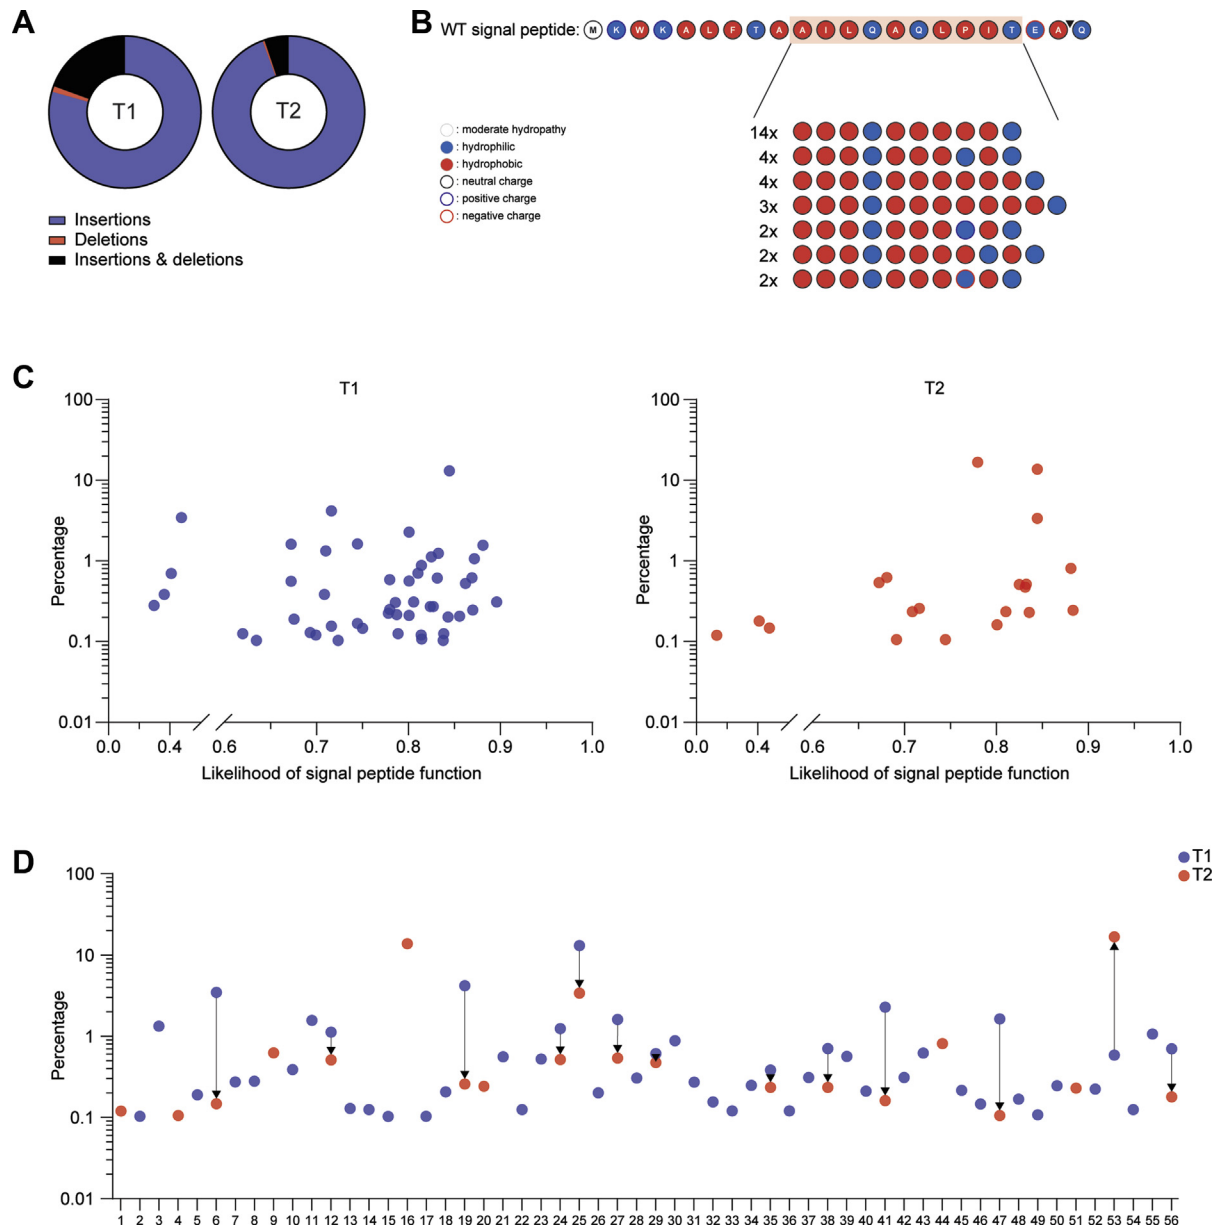 A
T1
T2
Insertions
Deletions
Insertions & deletions
B
WT signal peptide: M K W K A L F T A A I L Q A Q L P I T E A Q
: moderate hydropathy
: hydrophilic
: hydrophobic
: neutral charge
: positive charge
: negative charge
14x
4x
4x
3x
2x
2x
2x
C
T1
Percentage
100
10
1
0.1
0.01
0.0 0.4 0.6 0.7 0.8 0.9 1.0
Likelihood of signal peptide function
T2
Percentage
100
10
1
0.1
0.01
0.0 0.4 0.6 0.7 0.8 0.9 1.0
Likelihood of signal peptide function
D
T1
T2
Percentage
100
10
1
0.1
0.01
1 2 3 4 5 6 7 8 9 10 11 12 13 14 15 16 17 18 19 20 21 22 23 24 25 26 27 28 29 30 31 32 33 34 35 36 37 38 39 40 41 42 43 44 45 46 47 48 49 50 51 52 53 54 55 56